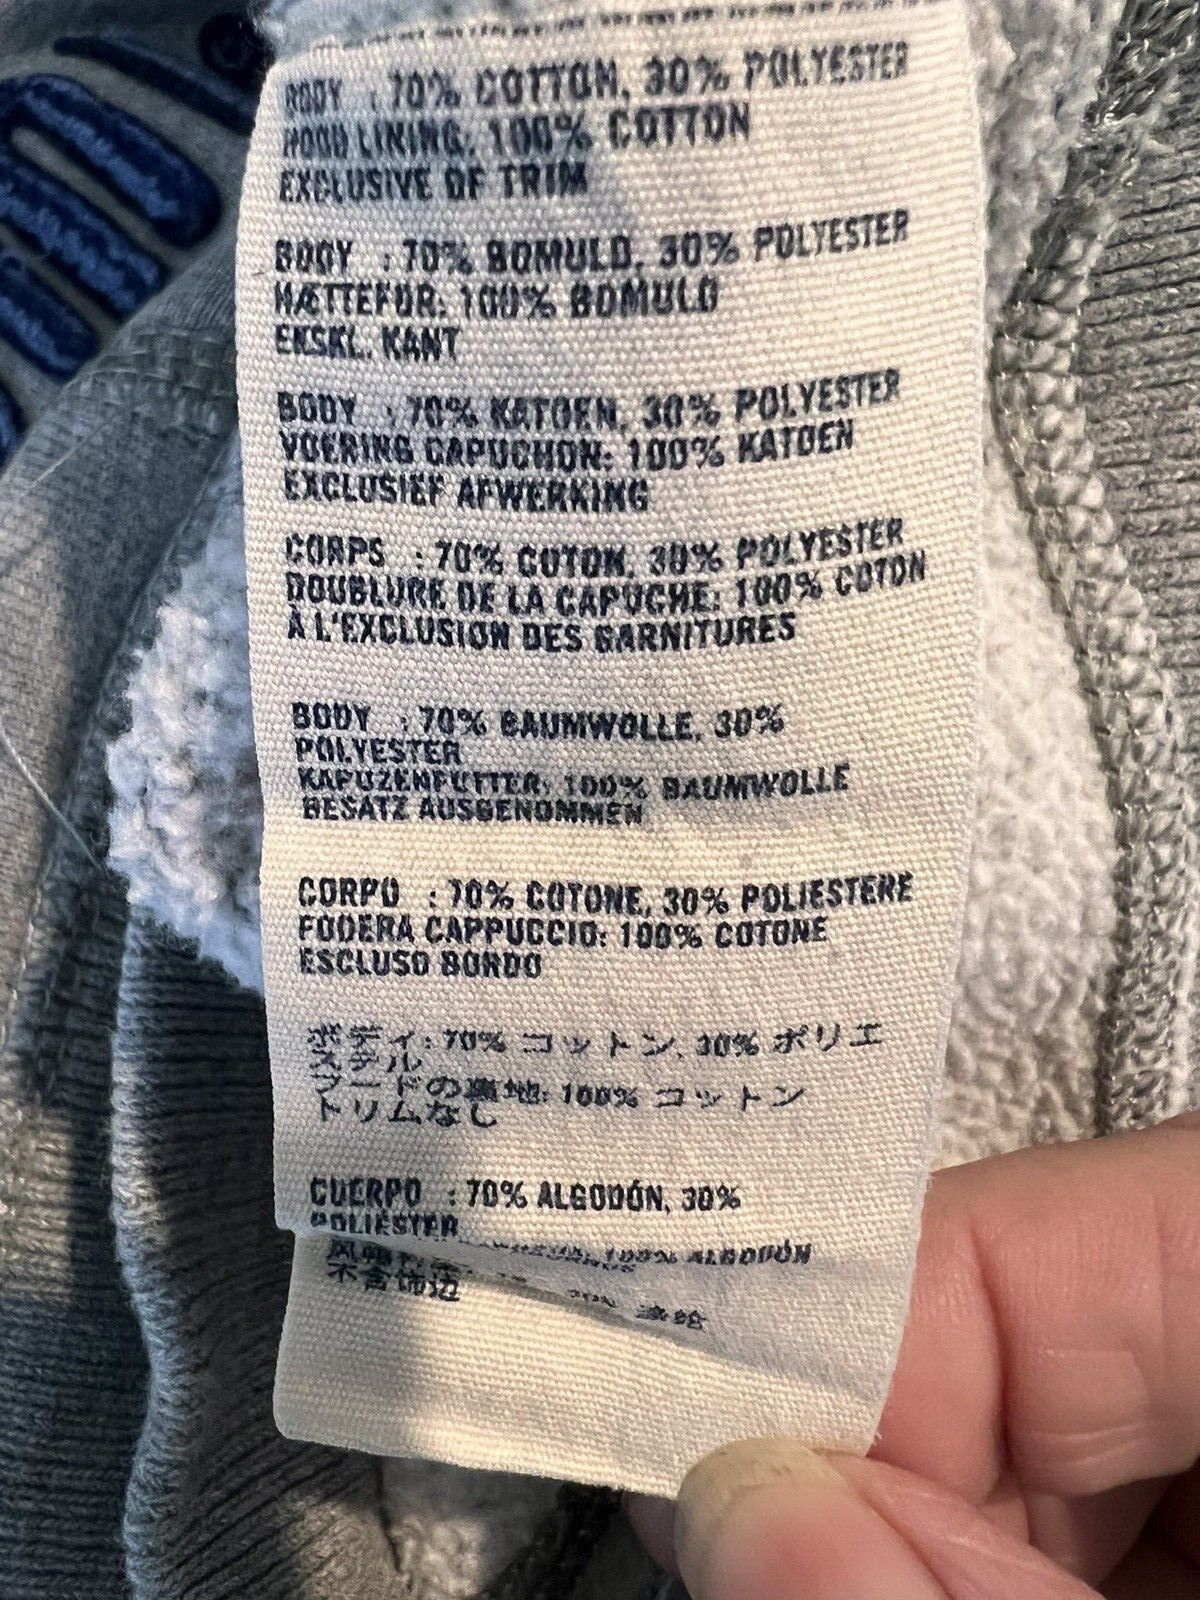 BODY : 70% COTTON, 30% POLYESTER
HOOD LINING: 100% COTTON
EXCLUSIVE OF TRIM
BODY : 70% BOMULD, 30% POLYESTER
HÆTTEFOR: 100% BOMULD
EKSKL. KANT
BODY : 70% KATOEN, 30% POLYESTER
VOERING CAPUCHON: 100% KATOEN
EXCLUSIEF AFWERKING
CORPS : 70% COTON, 30% POLYESTER
DOUBLURE DE LA CAPUCHE: 100% COTON
À L'EXCLUSION DES GARNITURES
BODY : 70% BAUMWOLLE, 30%
POLYESTER
KAPUZENFUTTER: 100% BAUMWOLLE
BESATZ AUSGENOMMEN
CORPO : 70% COTONE, 30% POLIESTERE
FODERA CAPPUCCIO: 100% COTONE
ESCLUSO BORDO
ボディ: 70% コットン, 30% ポリエ
ステル
フードの裏地: 100% コットン
トリムなし
CUERPO : 70% ALGODÓN, 30%
POLIÉSTER
100% ALGODÓN
不含饰边